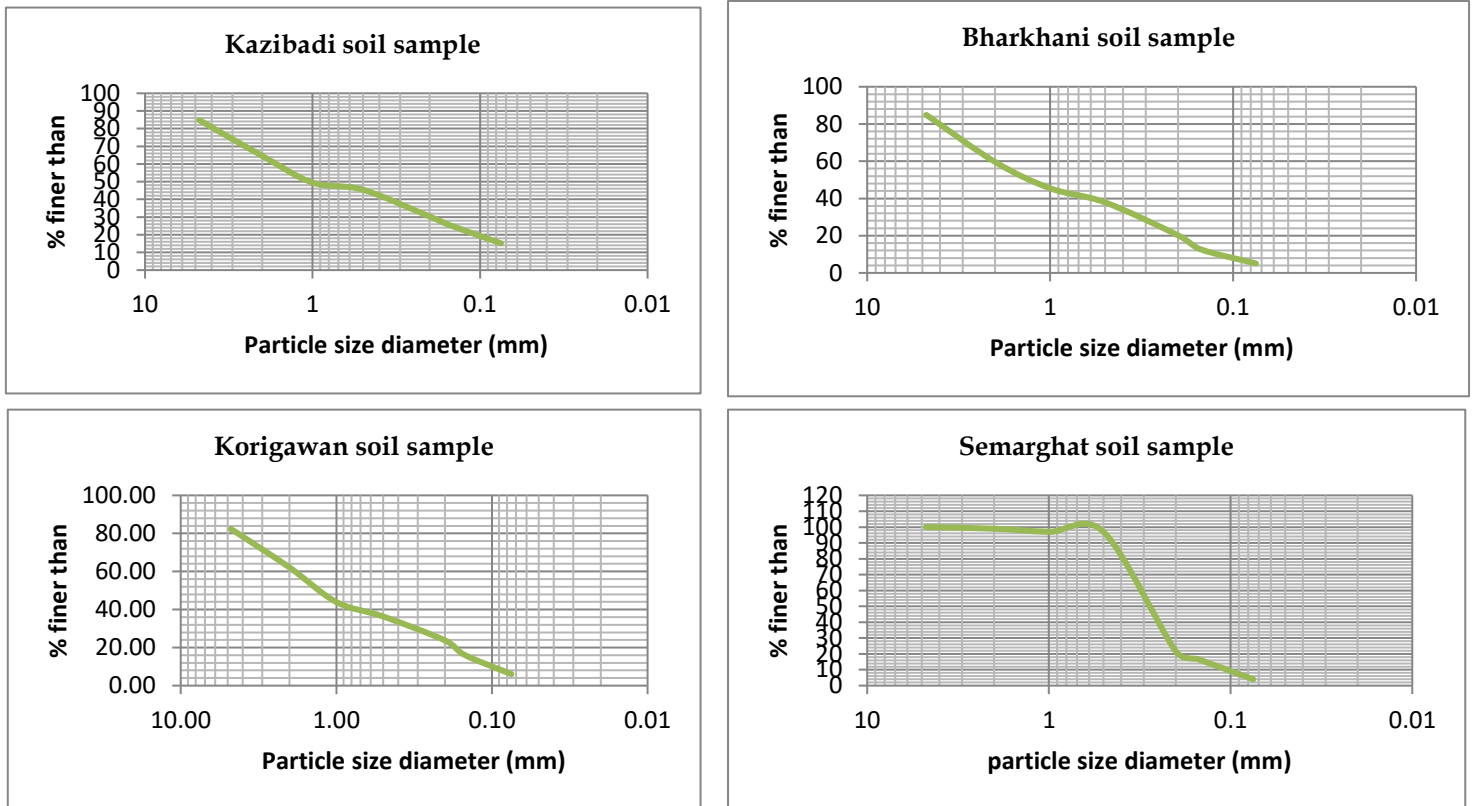 Kazibadi soil sample
% finer than
100
90
80
70
60
50
40
30
20
10
0
10 1 0.1 0.01
Particle size diameter (mm)
Bharkhani soil sample
% finer than
100
80
60
40
20
0
10 1 0.1 0.01
Particle size diameter (mm)
Korigawan soil sample
% finer than
100.00
80.00
60.00
40.00
20.00
0.00
10.00 1.00 0.10 0.01
Particle size diameter (mm)
Semarghat soil sample
% finer than
120
110
100
90
80
70
60
50
40
30
20
10
0
10 1 0.1 0.01
particle size diameter (mm)